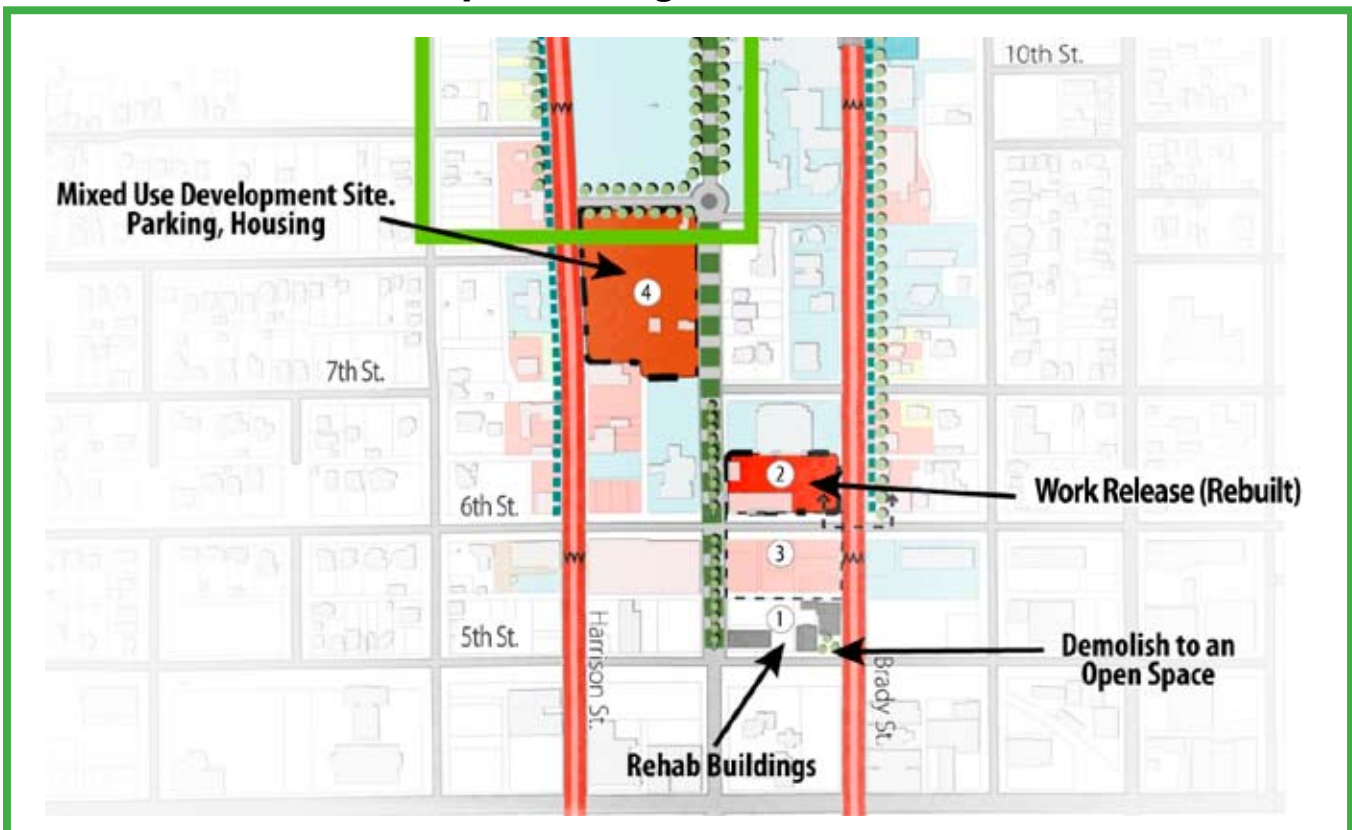 10th St.
Mixed Use Development Site.
Parking, Housing
4
7th St.
2
Work Release (Rebuilt)
6th St.
3
1
5th St.
Harrison St.
Brady St.
Demolish to an
Open Space
Rehab Buildings